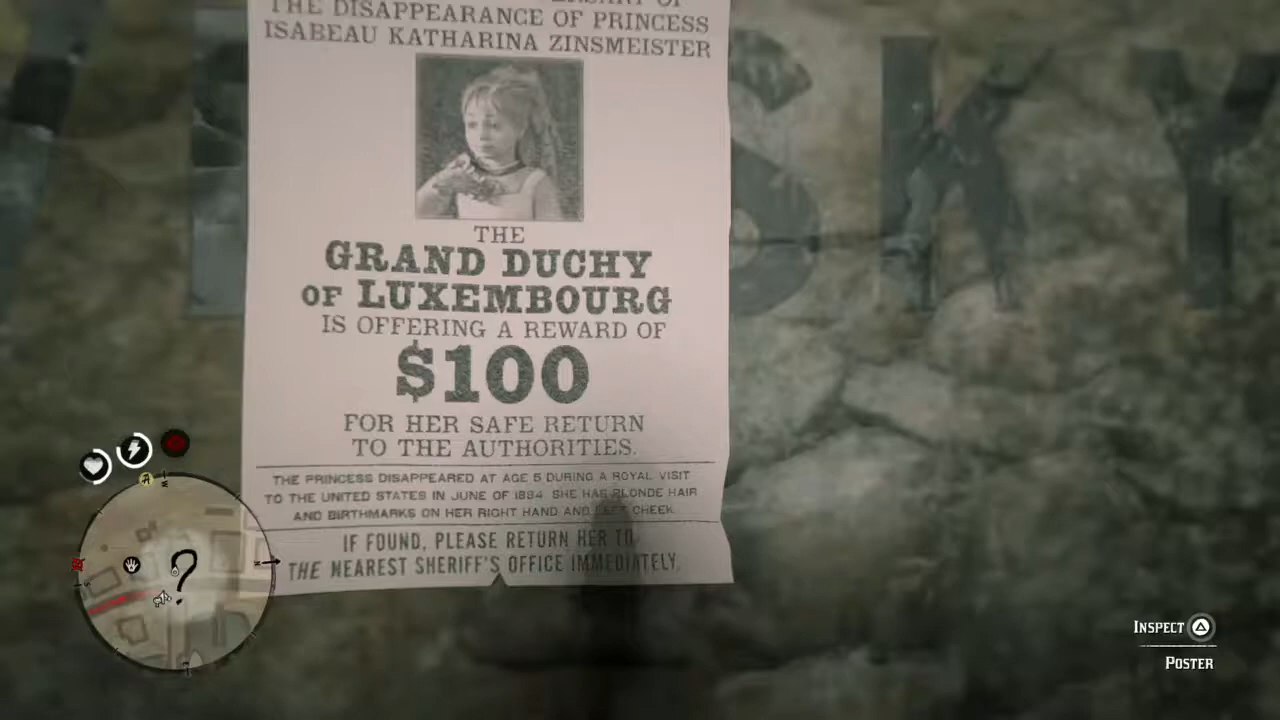 THE DISAPPEARANCE OF PRINCESS
ISABEAU KATHARINA ZINSMEISTER
THE
GRAND DUCHY
OF LUXEMBOURG
IS OFFERING A REWARD OF
$100
FOR HER SAFE RETURN
TO THE AUTHORITIES.
THE PRINCESS DISAPPEARED AT AGE 5 DURING A ROYAL VISIT
TO THE UNITED STATES IN JUNE OF 1884. SHE HAS BLONDE HAIR
AND BIRTHMARKS ON HER RIGHT HAND AND LEFT CHEEK.
IF FOUND, PLEASE RETURN HER TO
THE NEAREST SHERIFF'S OFFICE IMMEDIATELY.
SKY
?
INSPECT
POSTER